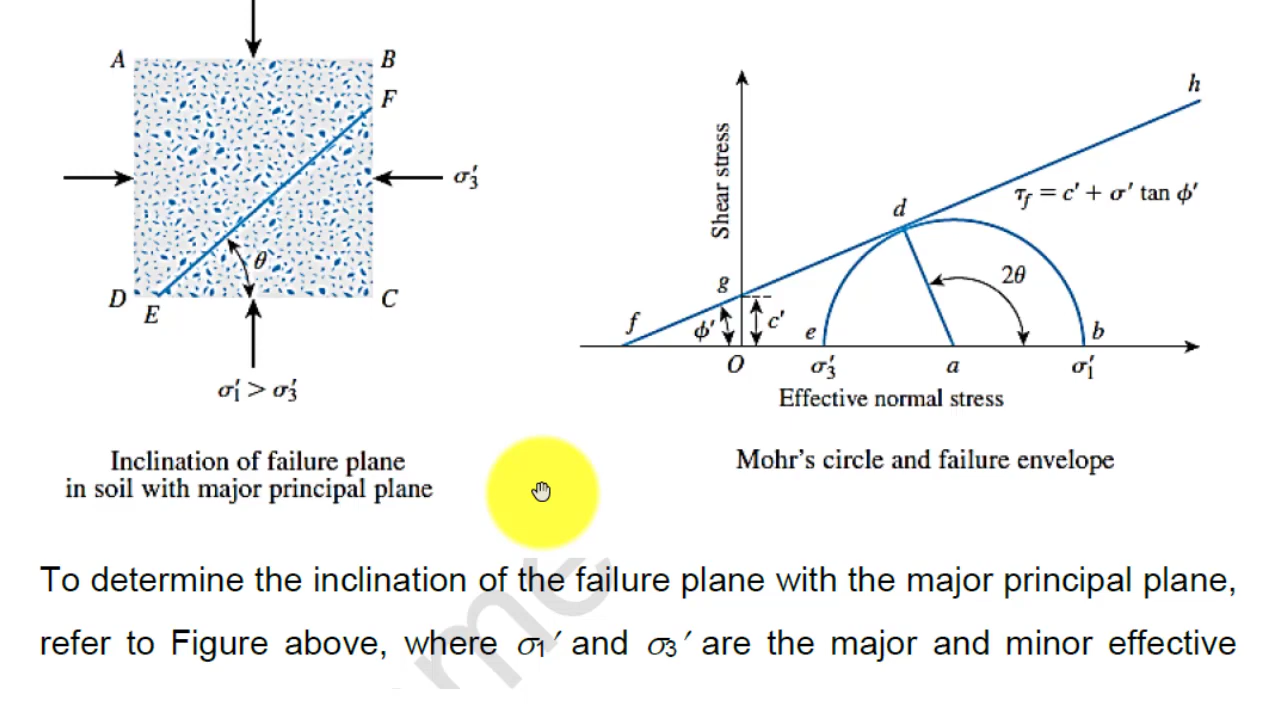 A
B
F
σ′3
θ
D
E
C
σ′1 > σ′3
Inclination of failure plane
in soil with major principal plane
Shear stress
h
τf = c′ + σ′ tan ϕ′
d
g
2θ
f
ϕ′
c′
e
b
O
σ′3
a
σ′1
Effective normal stress
Mohr’s circle and failure envelope
To determine the inclination of the failure plane with the major principal plane,
refer to Figure above, where σ1′ and σ3′ are the major and minor effective